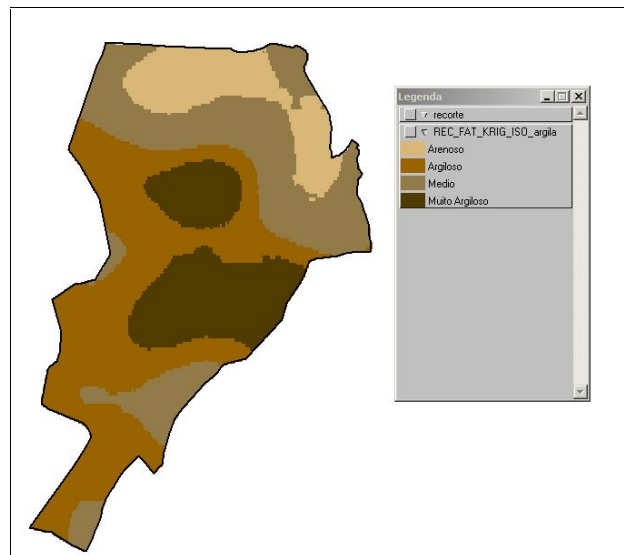 Legenda
recorte
REC_FAT_KRIG_ISO_argila
Arenoso
Argiloso
Medio
Muito Argiloso